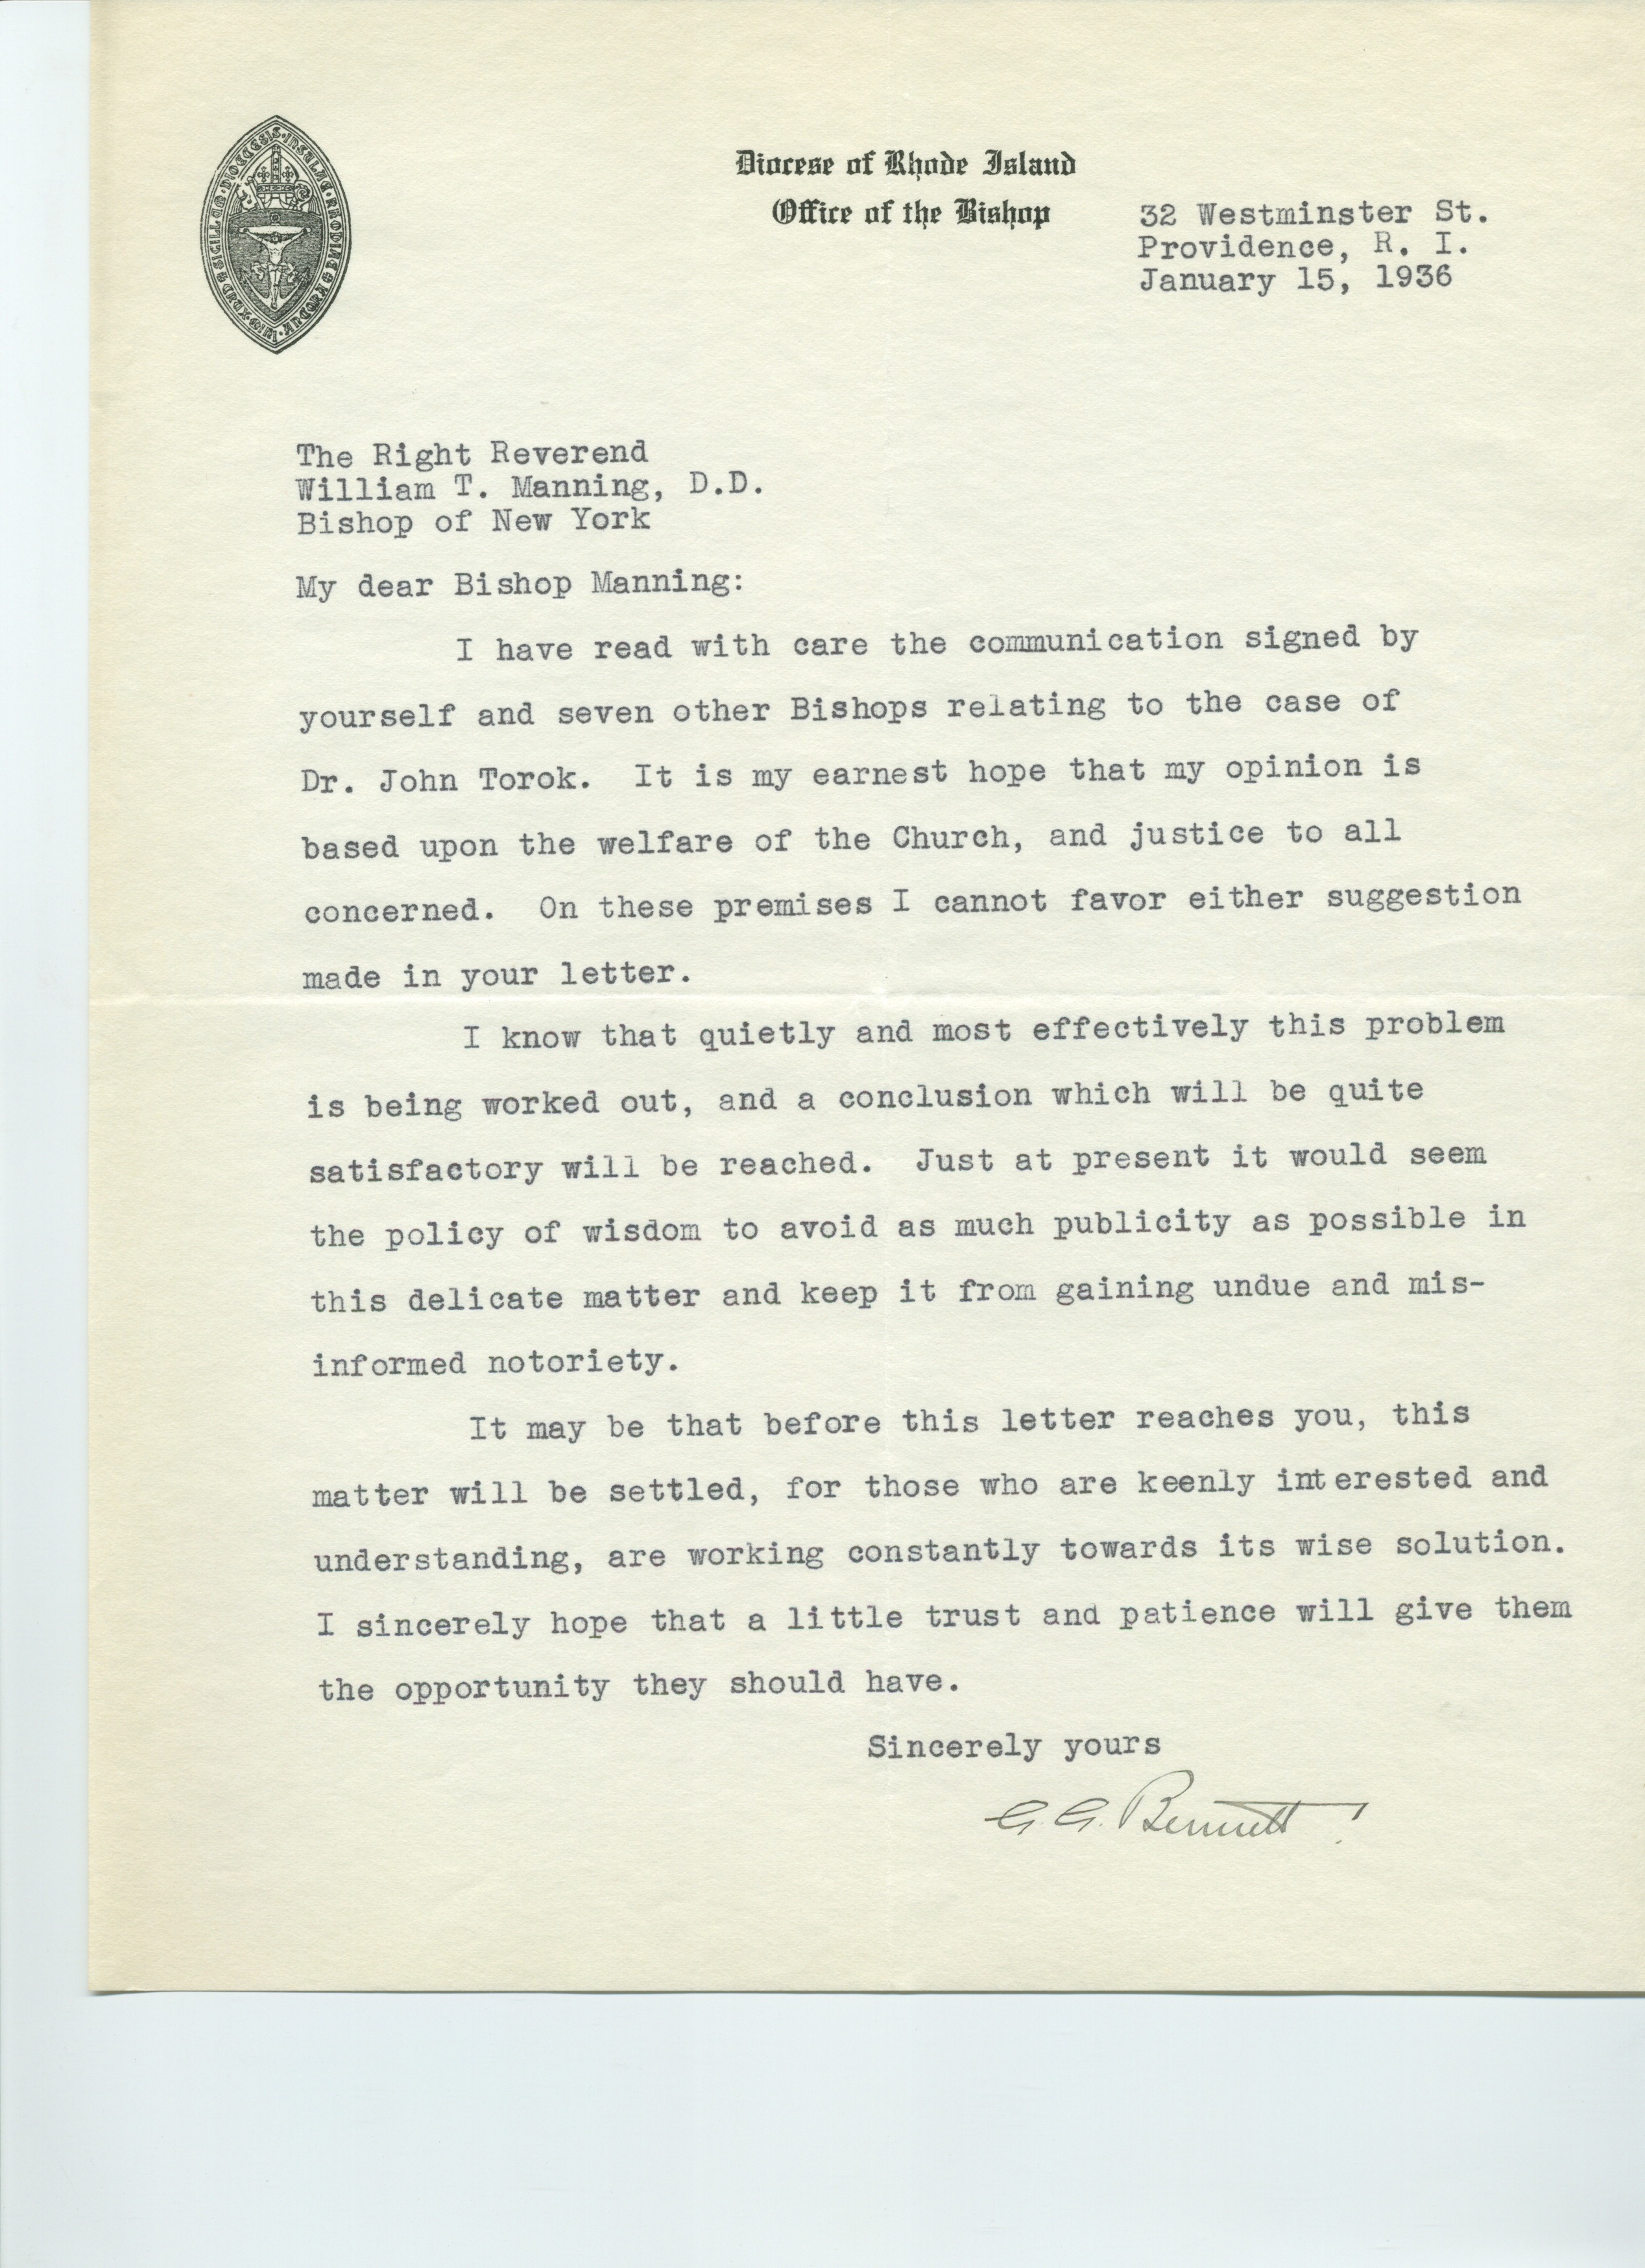 Diocese of Rhode Island
Office of the Bishop
32 Westminster St.
Providence, R. I.
January 15, 1936
The Right Reverend
William T. Manning, D.D.
Bishop of New York
My dear Bishop Manning:
I have read with care the communication signed by
yourself and seven other Bishops relating to the case of
Dr. John Torok. It is my earnest hope that my opinion is
based upon the welfare of the Church, and justice to all
concerned. On these premises I cannot favor either suggestion
made in your letter.
I know that quietly and most effectively this problem
is being worked out, and a conclusion which will be quite
satisfactory will be reached. Just at present it would seem
the policy of wisdom to avoid as much publicity as possible in
this delicate matter and keep it from gaining undue and mis-
informed notoriety.
It may be that before this letter reaches you, this
matter will be settled, for those who are keenly interested and
understanding, are working constantly towards its wise solution.
I sincerely hope that a little trust and patience will give them
the opportunity they should have.
Sincerely yours
G. G. Bennett